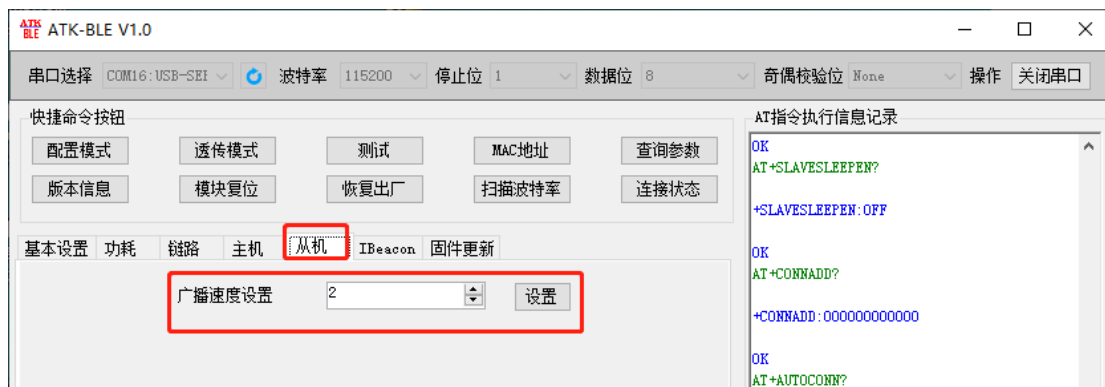 ATK BLE ATK-BLE V1.0
串口选择 COM16:USB-SEI 波特率 115200 停止位 1 数据位 8 奇偶校验位 None 操作 关闭串口
快捷命令按钮
配置模式 透传模式 测试 MAC地址 查询参数
版本信息 模块复位 恢复出厂 扫描波特率 连接状态
基本设置 功耗 链路 主机 从机 IBeacon 固件更新
广播速度设置 2 设置
AT指令执行信息记录
OK
AT+SLAVESLEEPEN?
+SLAVESLEEPEN:OFF
OK
AT+CONNADD?
+CONNADD:000000000000
OK
AT+AUTOCONN?